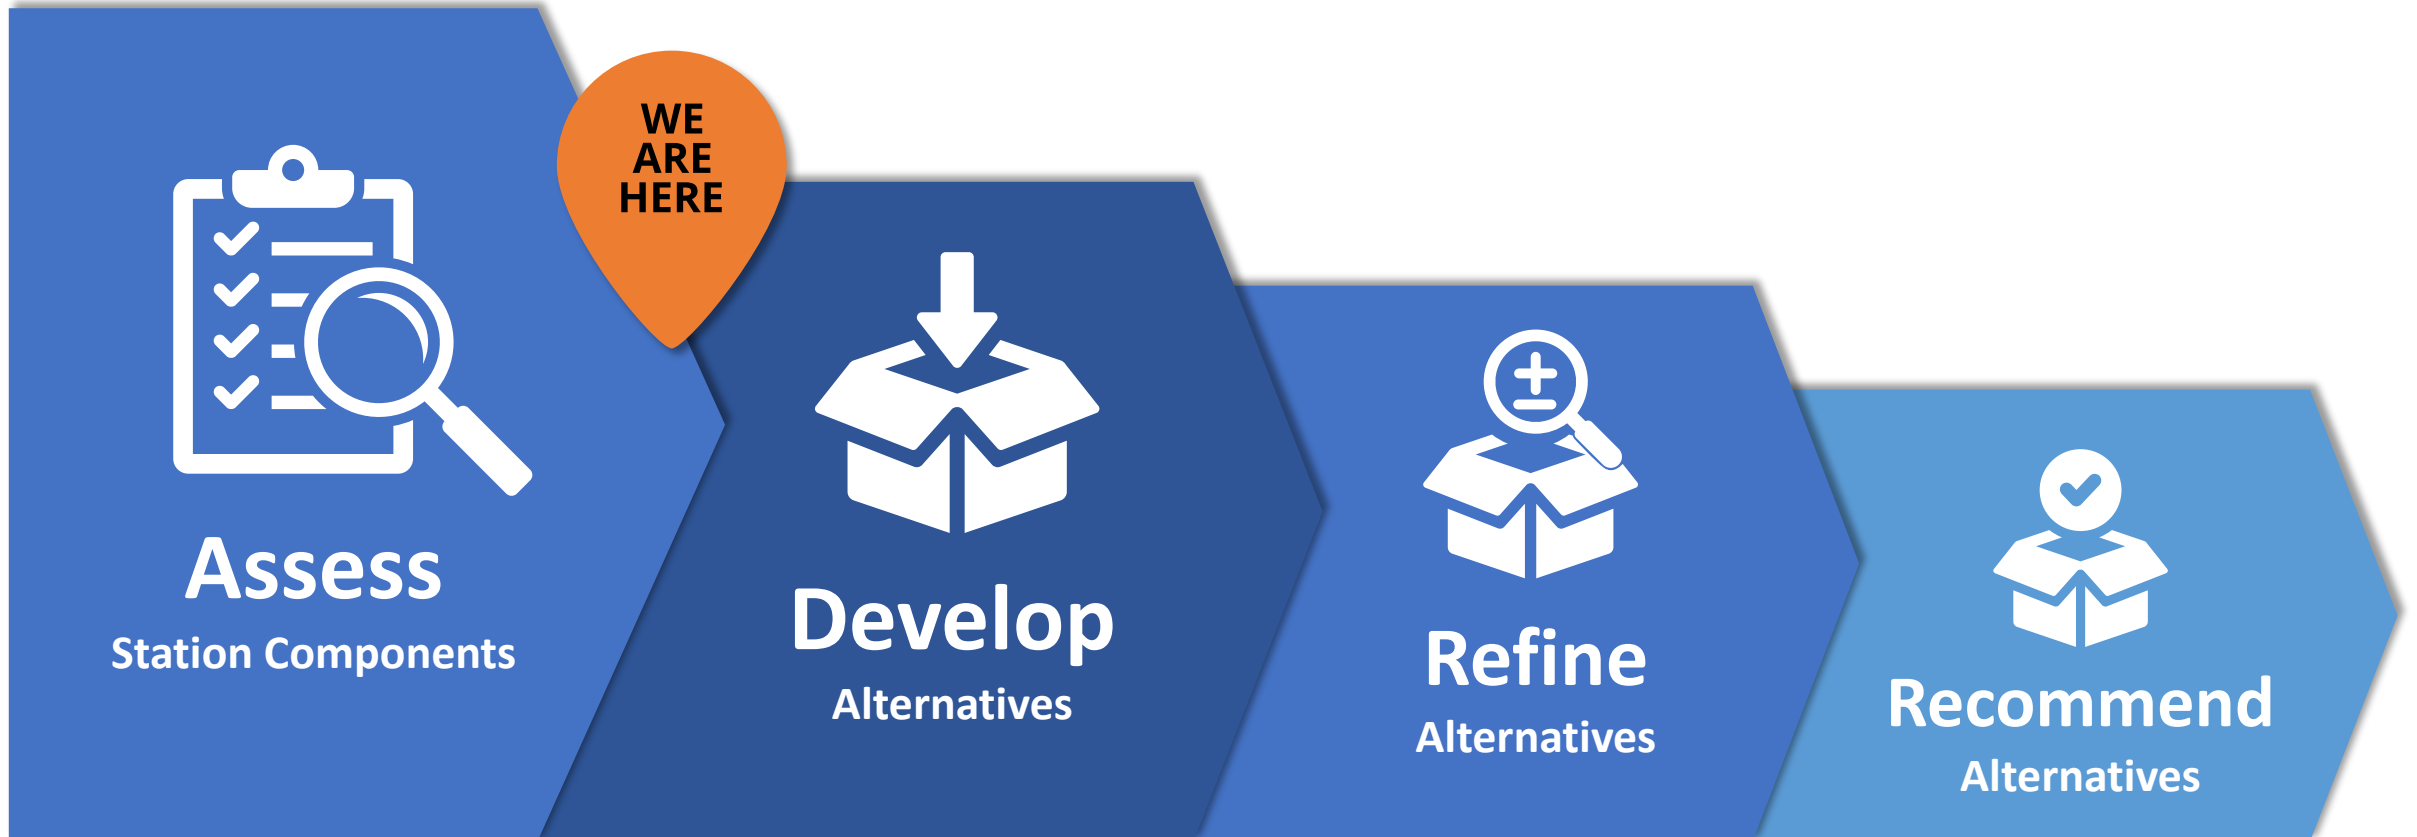 WE
ARE
HERE
Assess
Station Components
Develop
Alternatives
Refine
Alternatives
Recommend
Alternatives